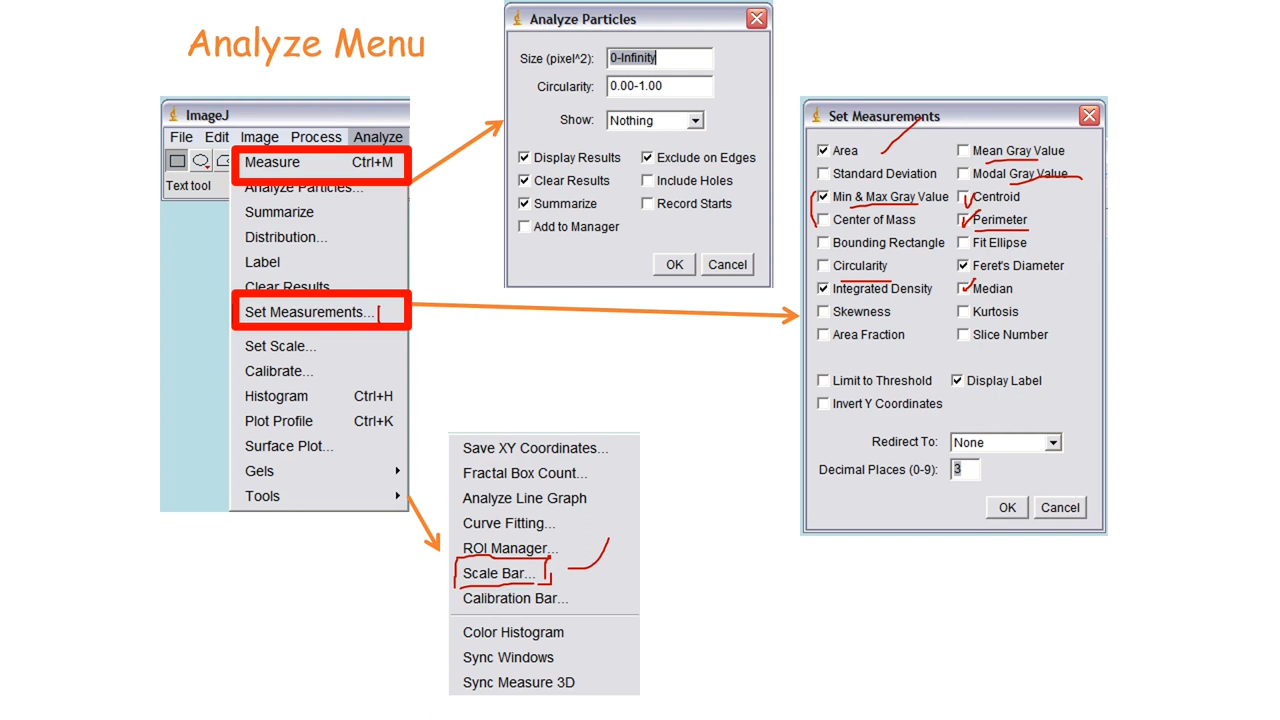 Analyze Menu
ImageJ
File Edit Image Process Analyze
Text tool
Measure Ctrl+M
Analyze Particles...
Summarize
Distribution...
Label
Clear Results
Set Measurements...
Set Scale...
Calibrate...
Histogram Ctrl+H
Plot Profile Ctrl+K
Surface Plot...
Gels
Tools
Analyze Particles
Size (pixel^2): 0-Infinity
Circularity: 0.00-1.00
Show: Nothing
Display Results Exclude on Edges
Clear Results Include Holes
Summarize Record Starts
Add to Manager
OK Cancel
Save XY Coordinates...
Fractal Box Count...
Analyze Line Graph
Curve Fitting...
ROI Manager...
Scale Bar...
Calibration Bar...
Color Histogram
Sync Windows
Sync Measure 3D
Set Measurements
Area Mean Gray Value
Standard Deviation Modal Gray Value
Min & Max Gray Value Centroid
Center of Mass Perimeter
Bounding Rectangle Fit Ellipse
Circularity Feret's Diameter
Integrated Density Median
Skewness Kurtosis
Area Fraction Slice Number
Limit to Threshold Display Label
Invert Y Coordinates
Redirect To: None
Decimal Places (0-9): 3
OK Cancel